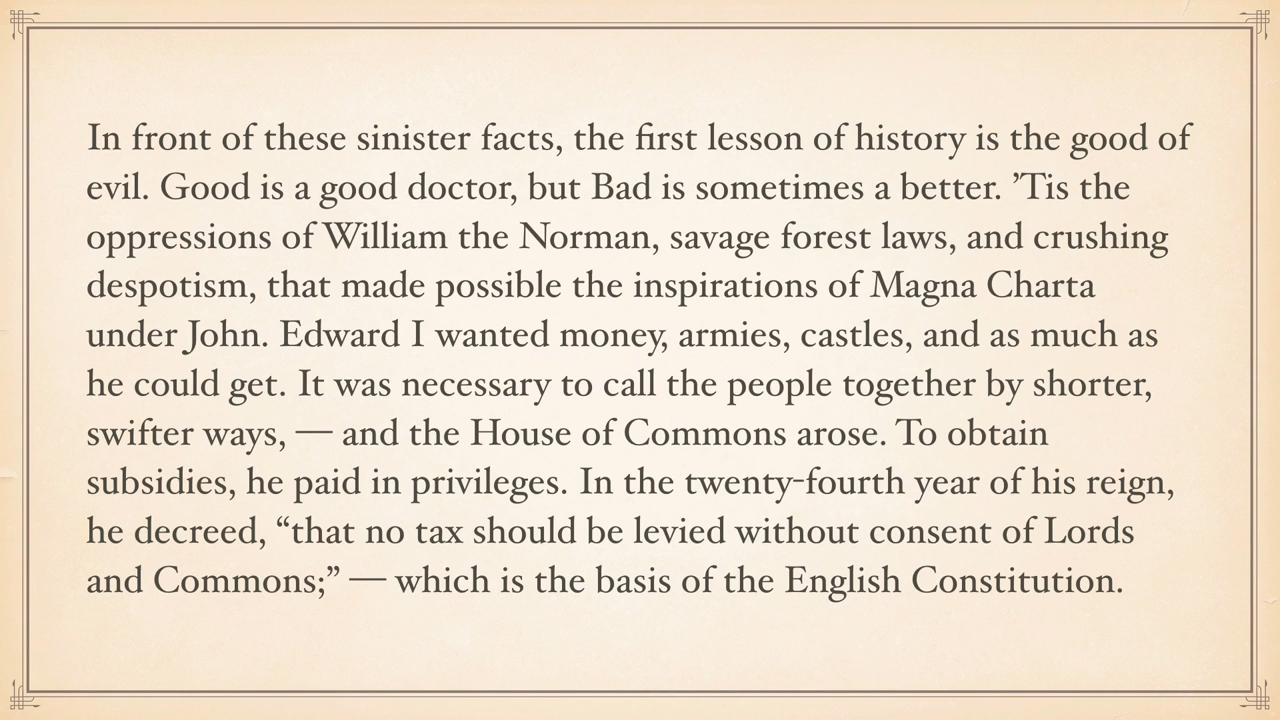 In front of these sinister facts, the first lesson of history is the good of
evil. Good is a good doctor, but Bad is sometimes a better. ’Tis the
oppressions of William the Norman, savage forest laws, and crushing
despotism, that made possible the inspirations of Magna Charta
under John. Edward I wanted money, armies, castles, and as much as
he could get. It was necessary to call the people together by shorter,
swifter ways, — and the House of Commons arose. To obtain
subsidies, he paid in privileges. In the twenty-fourth year of his reign,
he decreed, “that no tax should be levied without consent of Lords
and Commons;” — which is the basis of the English Constitution.